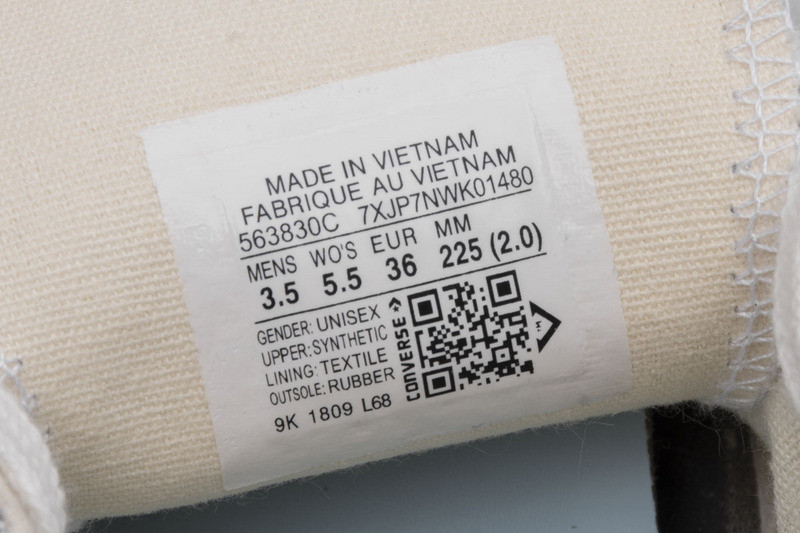 MADE IN VIETNAM
FABRIQUE AU VIETNAM
563830C 7XJP7NWK01480
MENS WO'S EUR MM
3.5 5.5 36 225 (2.0)
GENDER: UNISEX
UPPER: SYNTHETIC
LINING: TEXTILE
OUTSOLE: RUBBER
9K 1809 L68
CONVERSE
TM